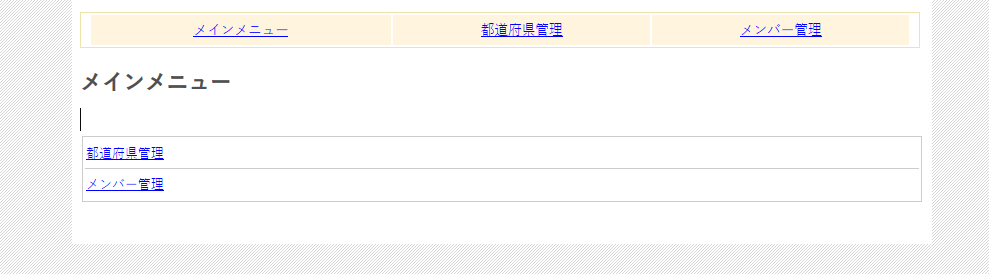 メインメニュー 都道府県管理 メンバー管理
メインメニュー
都道府県管理
メンバー管理